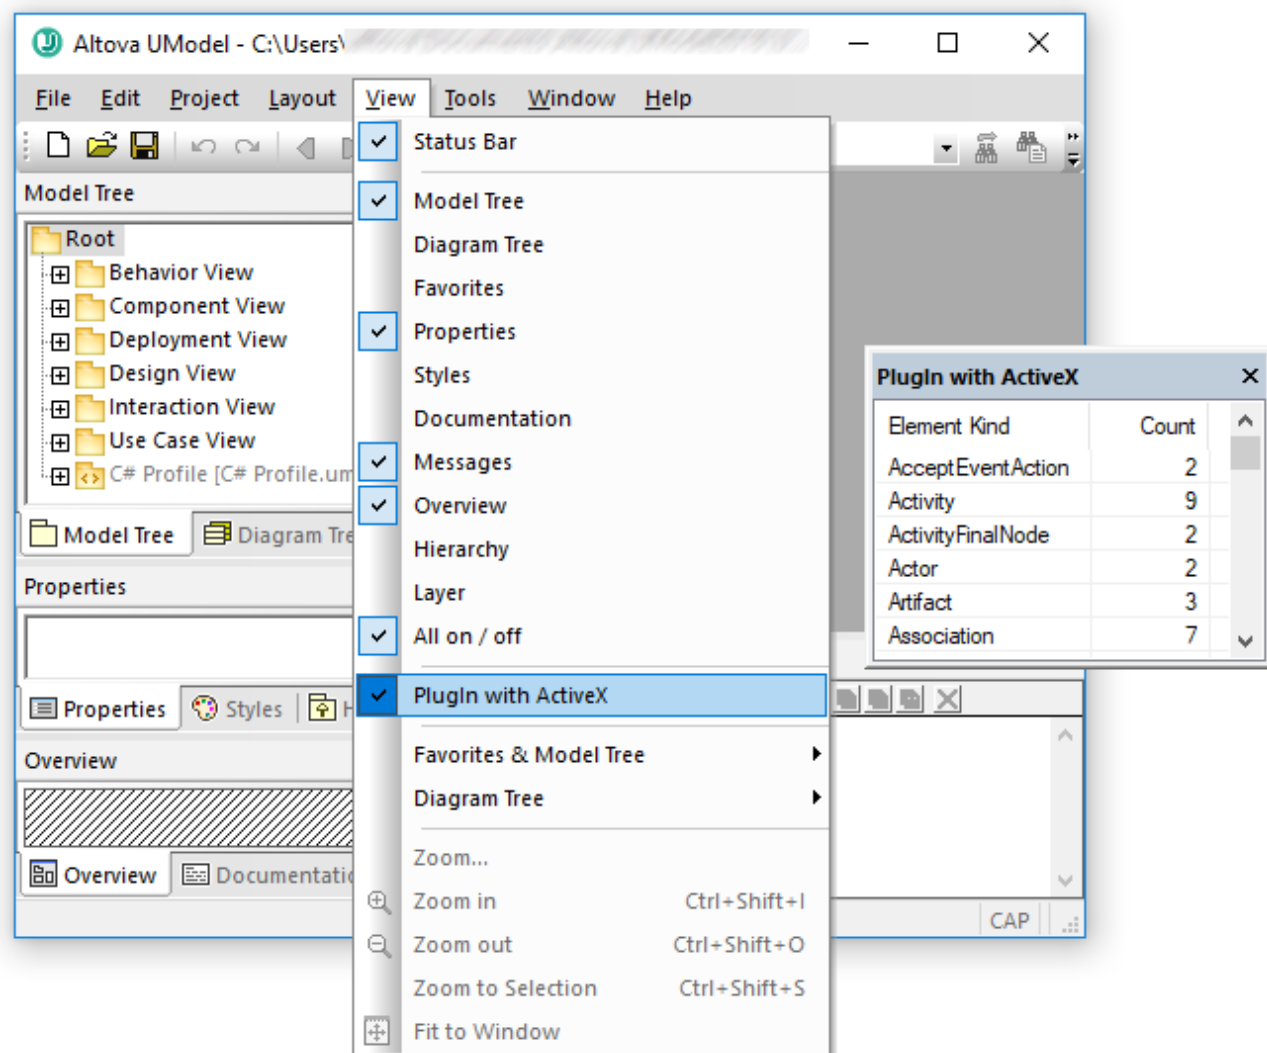 Altova UModel - C:\Users\
File Edit Project Layout View Tools Window Help
Model Tree
Root
Behavior View
Component View
Deployment View
Design View
Interaction View
Use Case View
C# Profile [C# Profile.um
Model Tree Diagram Tre
Properties
Properties Styles H
Overview
Overview Documentatio
Status Bar
Model Tree
Diagram Tree
Favorites
Properties
Styles
Documentation
Messages
Overview
Hierarchy
Layer
All on / off
PlugIn with ActiveX
Favorites & Model Tree
Diagram Tree
Zoom...
Zoom in Ctrl+Shift+I
Zoom out Ctrl+Shift+O
Zoom to Selection Ctrl+Shift+S
Fit to Window
PlugIn with ActiveX
Element Kind Count
AcceptEventAction 2
Activity 9
ActivityFinalNode 2
Actor 2
Artifact 3
Association 7
CAP